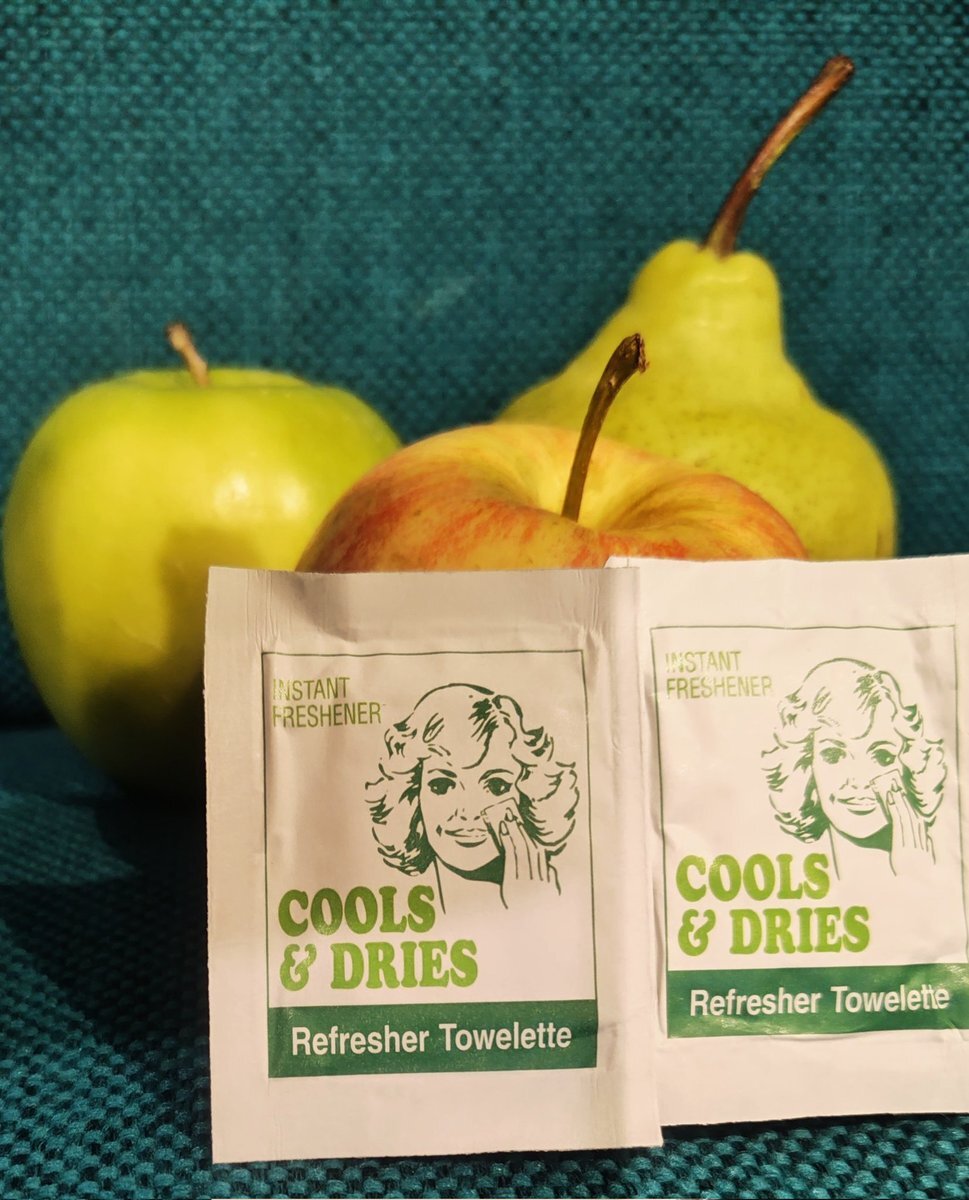 INSTANT
FRESHENER
COOLS
& DRIES
Refresher Towelette
INSTANT
FRESHENER
COOLS
& DRIES
Refresher Towelette